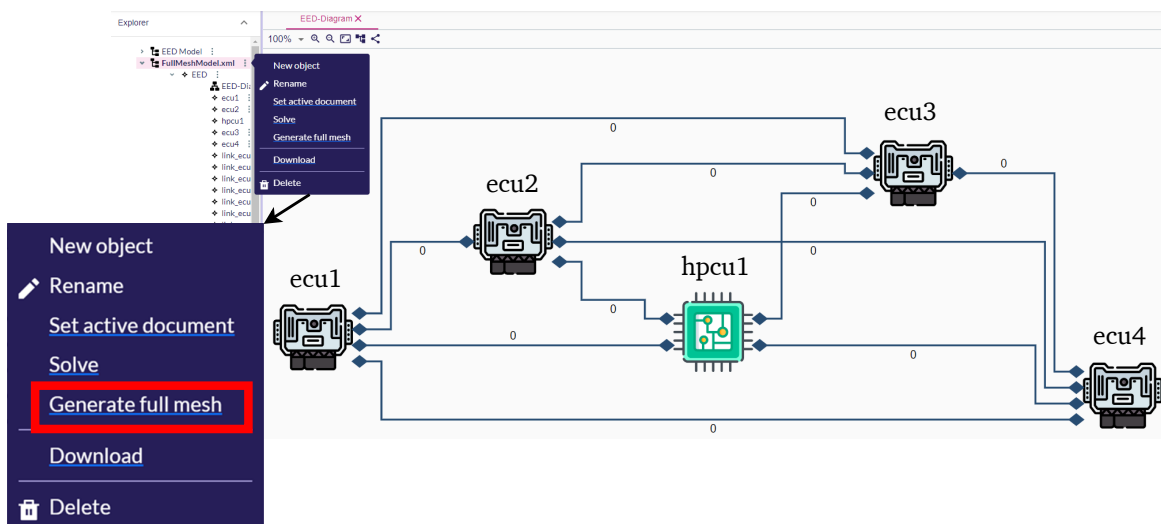 Explorer
EED-Diagram X
100%
EED Model
FullMeshModel.xml
EED
EED-Dia
ecu1
ecu2
hpcu1
ecu3
ecu4
link_ecu
link_ecu
link_ecu
link_ecu
link_ecu
link_ecu
New object
Rename
Set active document
Solve
Generate full mesh
Download
Delete
New object
Rename
Set active document
Solve
Generate full mesh
Download
Delete
ecu3
0
0
0
ecu2
0
0
0
hpcu1
ecu1
0
0
0
ecu4
0